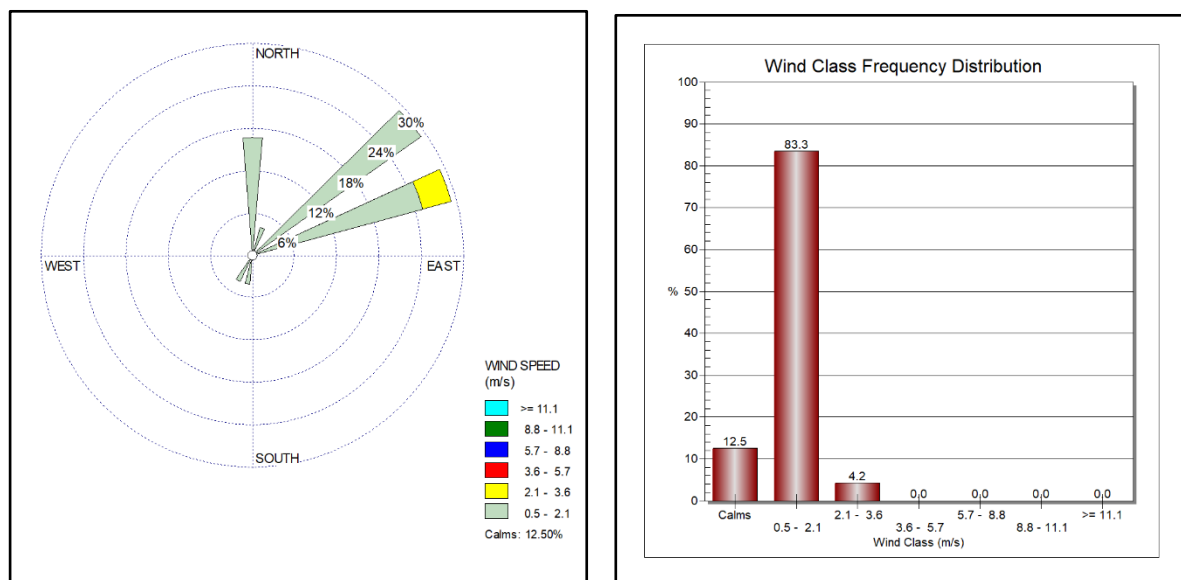 NORTH
30%
24%
18%
12%
6%
WEST
EAST
SOUTH
WIND SPEED
(m/s)
>= 11.1
8.8 - 11.1
5.7 - 8.8
3.6 - 5.7
2.1 - 3.6
0.5 - 2.1
Calms: 12.50%
Wind Class Frequency Distribution
100
90
80
70
60
% 50
40
30
20
10
0
12.5
83.3
4.2
0.0
0.0
0.0
0.0
Calms
0.5 - 2.1
2.1 - 3.6
3.6 - 5.7
5.7 - 8.8
8.8 - 11.1
>= 11.1
Wind Class (m/s)